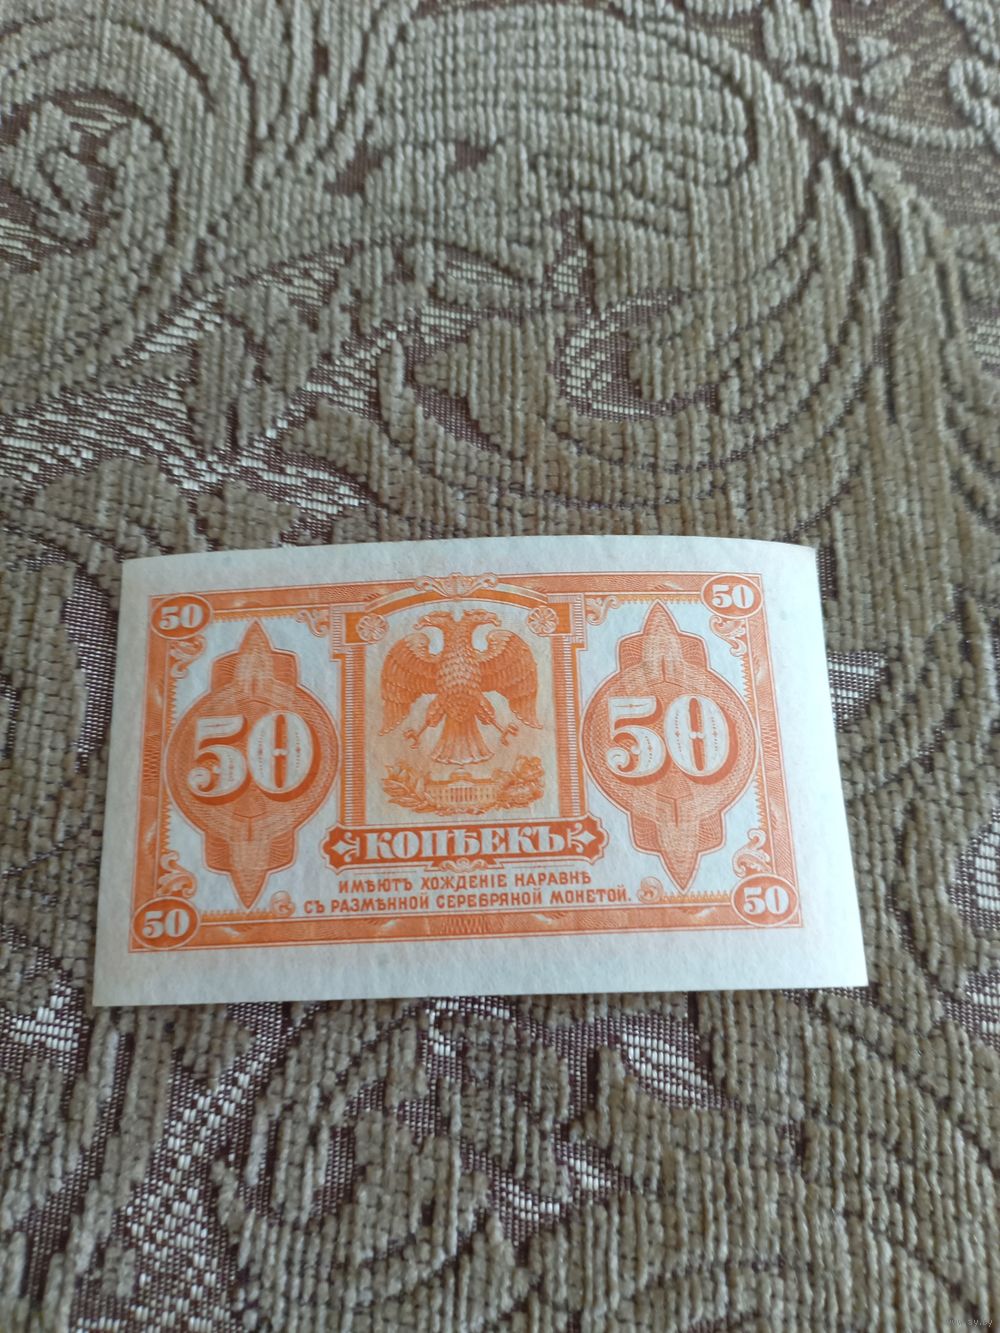 50 50
50 50
КОПѢЕКЪ
ИМѢЮТЪ ХОЖДЕНІЕ НАРАВНѢ
СЪ РАЗМѢННОЙ СЕРЕБРЯНОЙ МОНЕТОЙ.
50 50